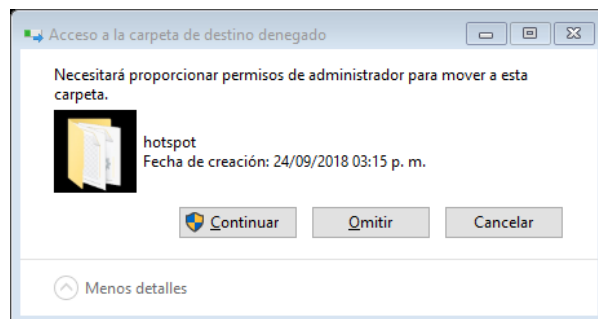 Acceso a la carpeta de destino denegado
Necesitará proporcionar permisos de administrador para mover a esta
carpeta.
hotspot
Fecha de creación: 24/09/2018 03:15 p. m.
Continuar Omitir Cancelar
Menos detalles